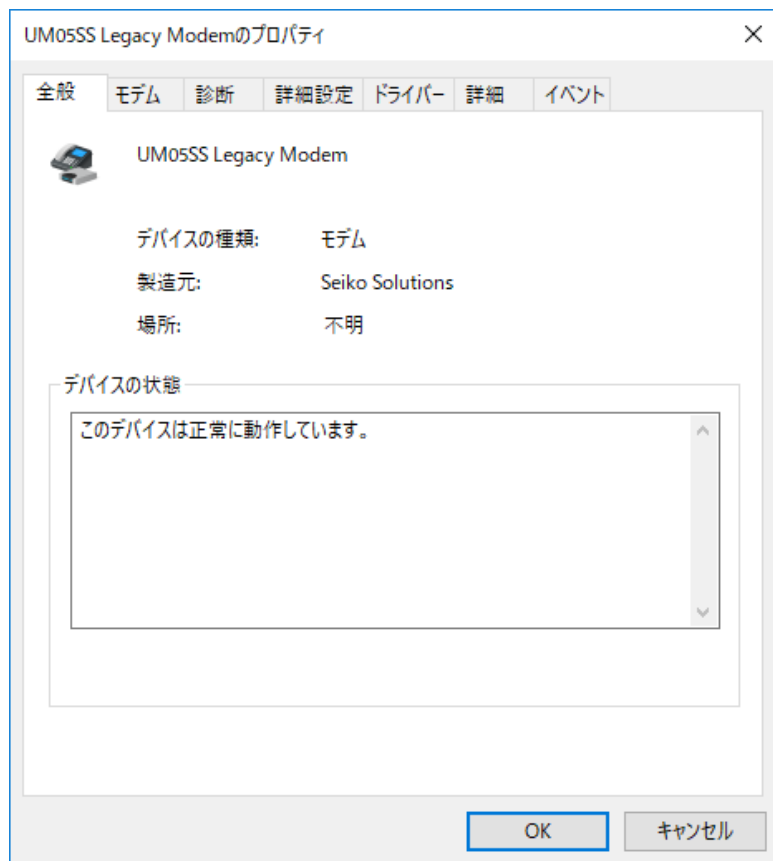 UM05SS Legacy Modemのプロパティ
全般 モデム 診断 詳細設定 ドライバー 詳細 イベント
UM05SS Legacy Modem
デバイスの種類: モデム
製造元: Seiko Solutions
場所: 不明
デバイスの状態
このデバイスは正常に動作しています。
OK キャンセル